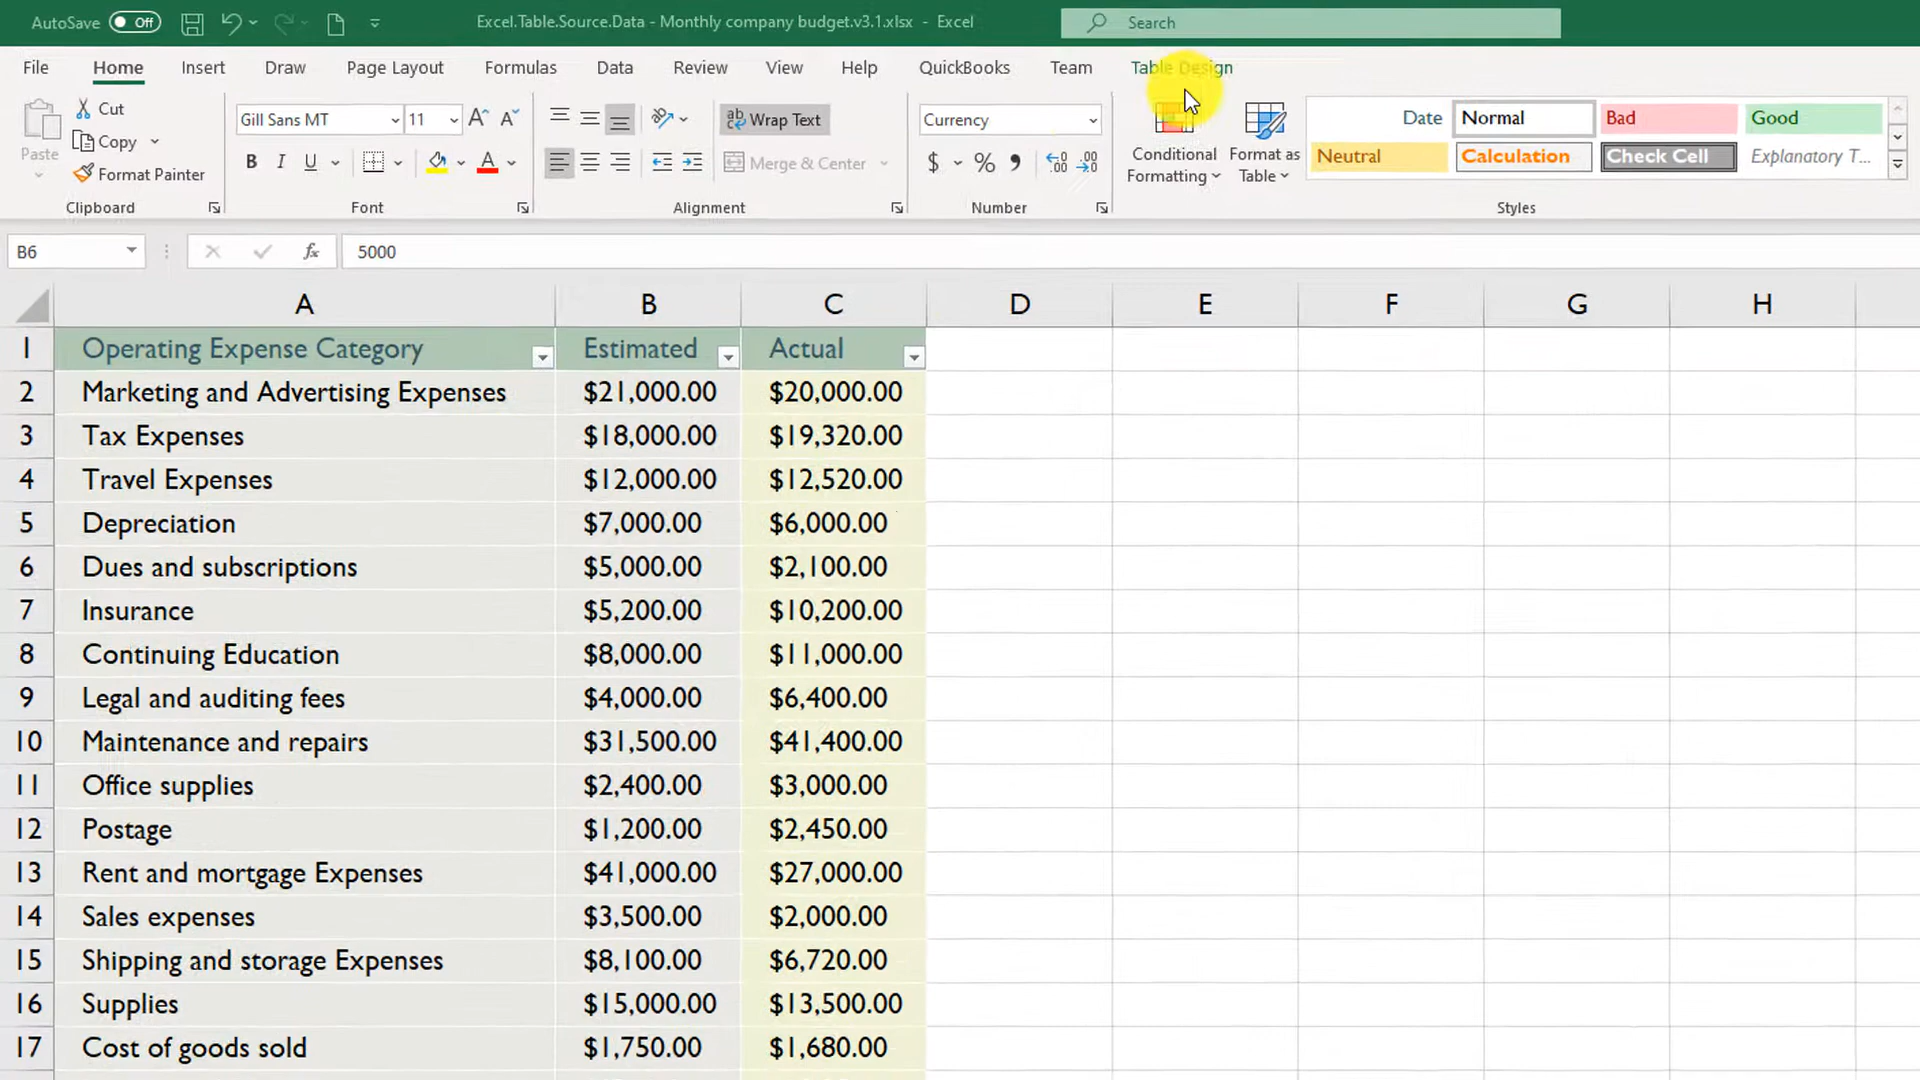 AutoSave Off Excel.Table.Source.Data - Monthly company budget.v3.1.xlsx - Excel Search
File Home Insert Draw Page Layout Formulas Data Review View Help QuickBooks Team Table Design
Paste Cut Copy Format Painter Clipboard
Gill Sans MT 11 B I U A Font
ab Wrap Text Merge & Center Alignment
Currency $ % , Number
Conditional Formatting Format as Table
Date Normal Bad Good
Neutral Calculation Check Cell Explanatory T...
Styles
B6 fx 5000
A B C D E F G H
1 Operating Expense Category Estimated Actual
2 Marketing and Advertising Expenses $21,000.00 $20,000.00
3 Tax Expenses $18,000.00 $19,320.00
4 Travel Expenses $12,000.00 $12,520.00
5 Depreciation $7,000.00 $6,000.00
6 Dues and subscriptions $5,000.00 $2,100.00
7 Insurance $5,200.00 $10,200.00
8 Continuing Education $8,000.00 $11,000.00
9 Legal and auditing fees $4,000.00 $6,400.00
10 Maintenance and repairs $31,500.00 $41,400.00
11 Office supplies $2,400.00 $3,000.00
12 Postage $1,200.00 $2,450.00
13 Rent and mortgage Expenses $41,000.00 $27,000.00
14 Sales expenses $3,500.00 $2,000.00
15 Shipping and storage Expenses $8,100.00 $6,720.00
16 Supplies $15,000.00 $13,500.00
17 Cost of goods sold $1,750.00 $1,680.00